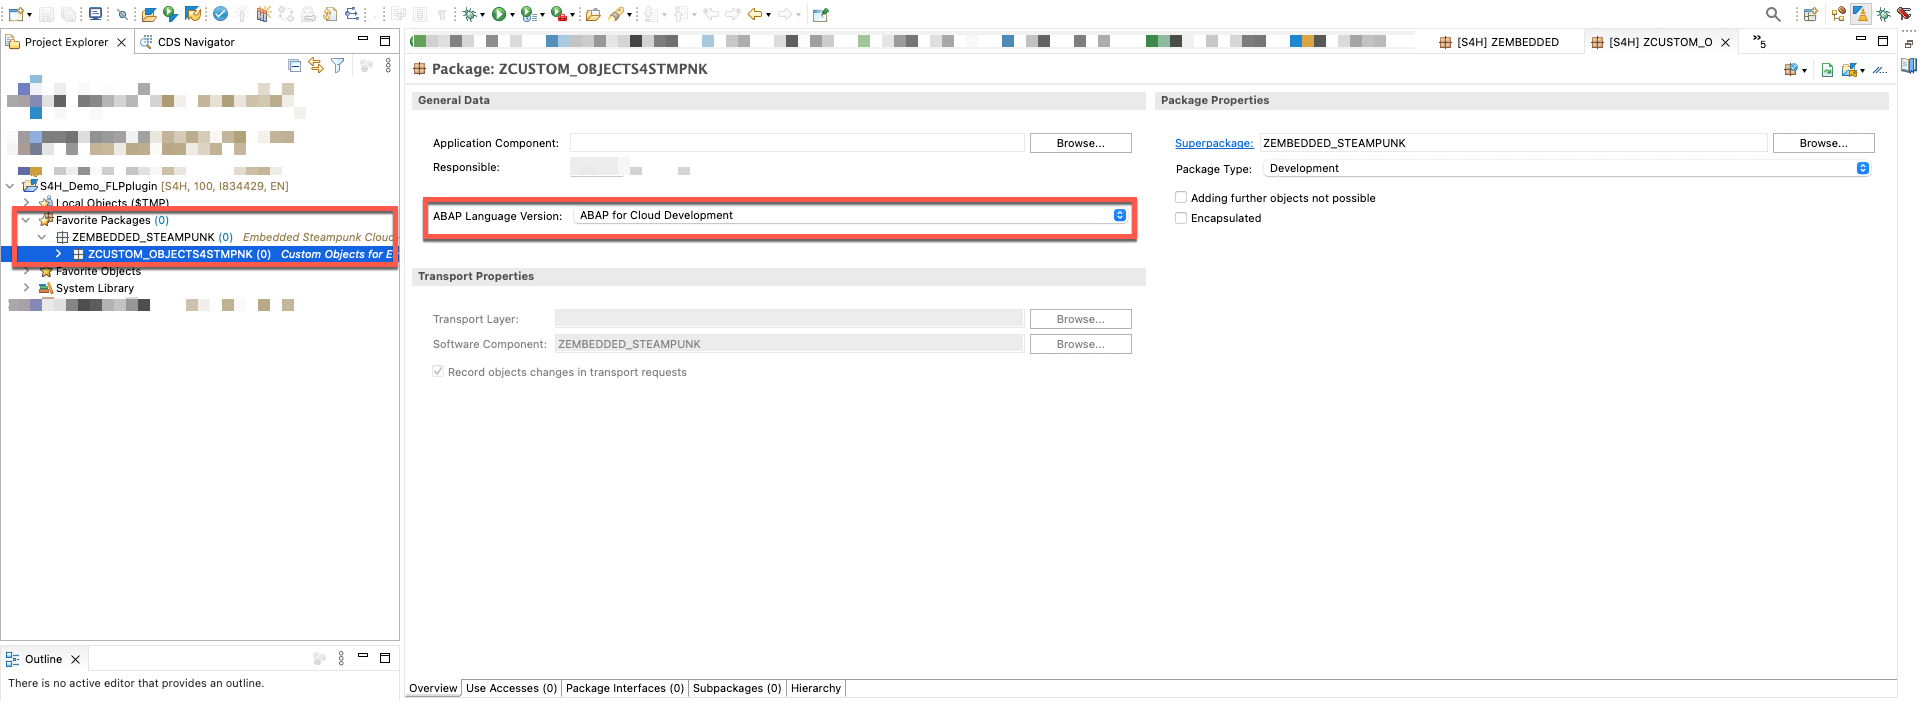 Project Explorer
CDS Navigator
[S4H] ZEMBEDDED
[S4H] ZCUSTOM_O
5
Package: ZCUSTOM_OBJECTS4STMPNK
General Data
Package Properties
Application Component:
Browse...
Superpackage:
ZEMBEDDED_STEAMPUNK
Browse...
Responsible:
Package Type:
Development
S4H_Demo_FLPplugin [S4H, 100, I834429, EN]
Adding further objects not possible
Local Objects ($TMP)
ABAP Language Version:
ABAP for Cloud Development
Encapsulated
Favorite Packages (0)
ZEMBEDDED_STEAMPUNK (0) Embedded Steampunk Cloud
ZCUSTOM_OBJECTS4STMPNK (0) Custom Objects for E
Favorite Objects
System Library
Transport Properties
Transport Layer:
Browse...
Software Component:
ZEMBEDDED_STEAMPUNK
Browse...
Record objects changes in transport requests
Outline
There is no active editor that provides an outline.
Overview
Use Accesses (0)
Package Interfaces (0)
Subpackages (0)
Hierarchy